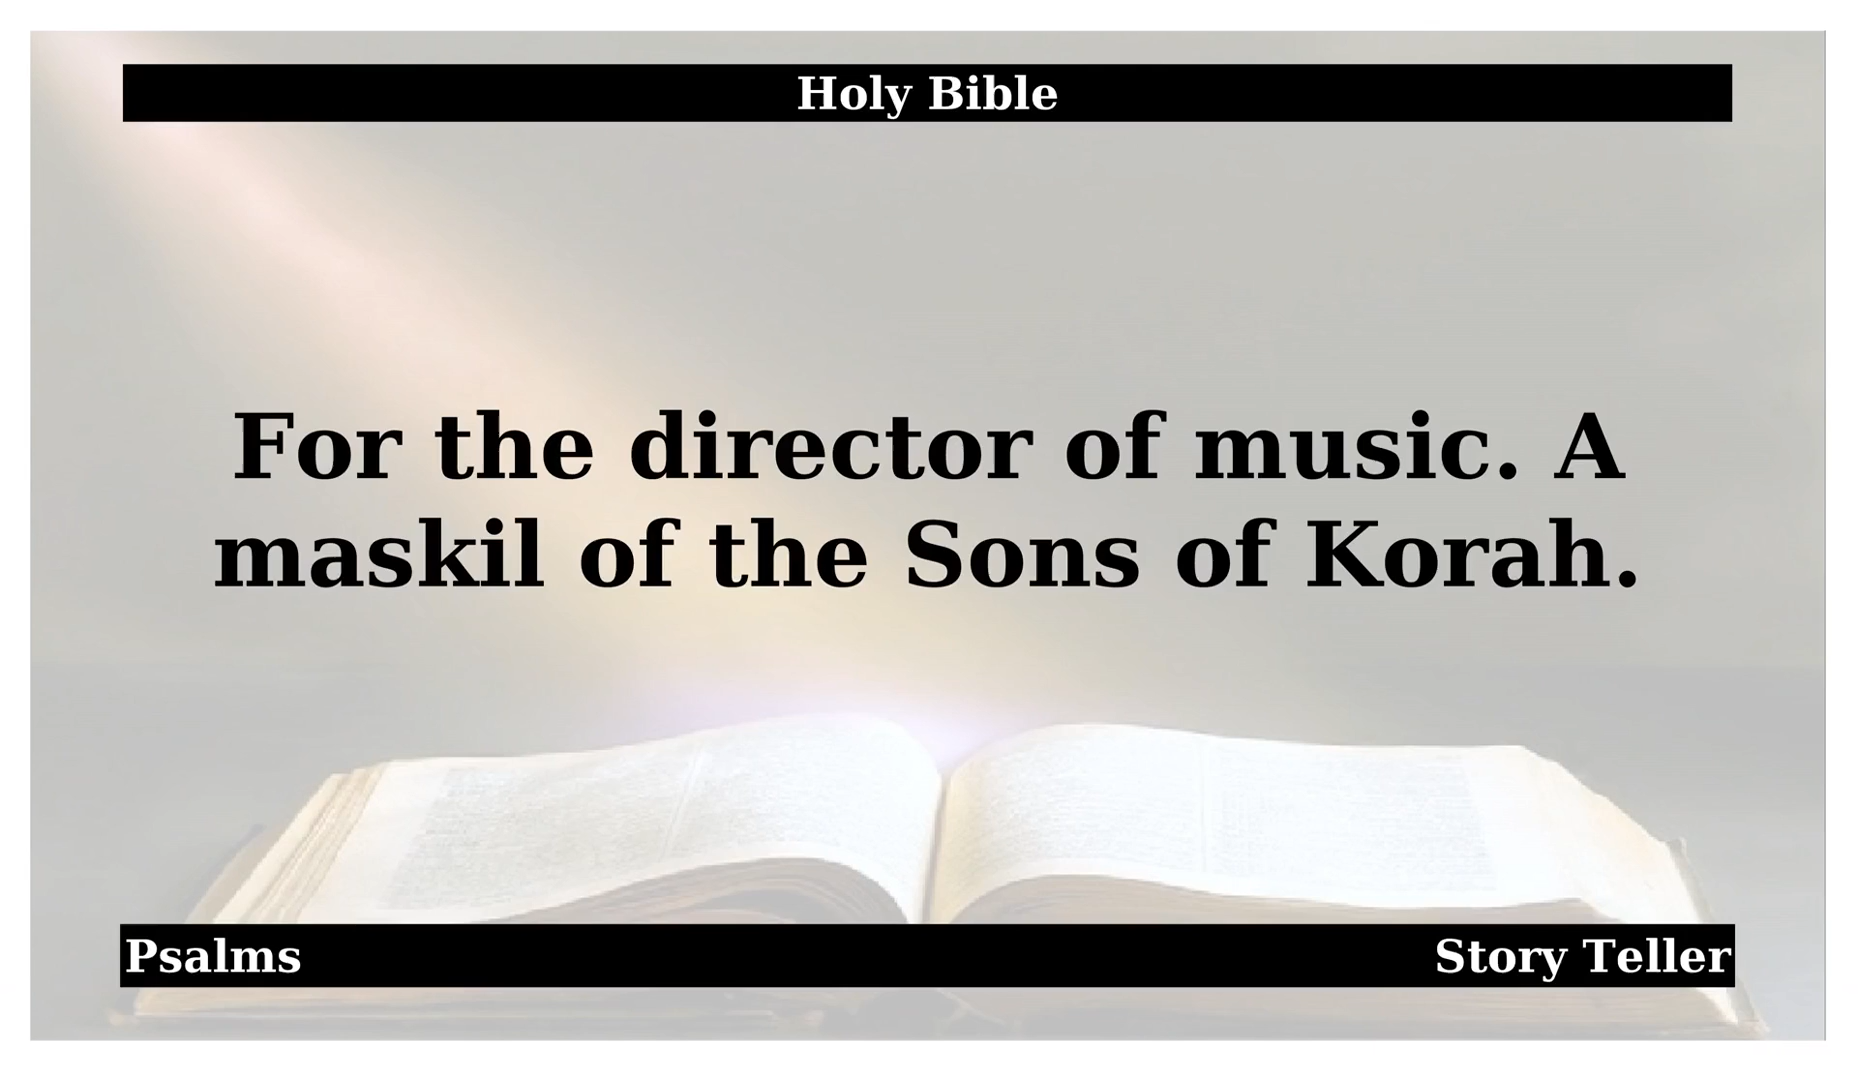 Holy Bible
For the director of music. A
maskil of the Sons of Korah.
Psalms
Story Teller